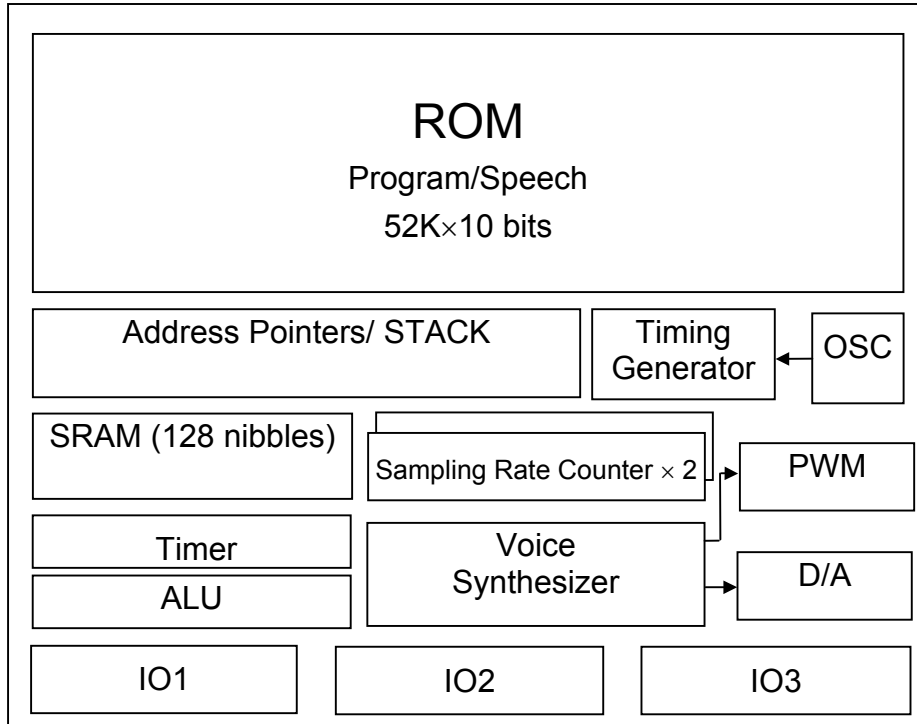 ROM
Program/Speech
52K×10 bits
Address Pointers/ STACK
Timing
Generator
OSC
SRAM (128 nibbles)
Sampling Rate Counter × 2
PWM
Timer
Voice
Synthesizer
D/A
ALU
IO1
IO2
IO3